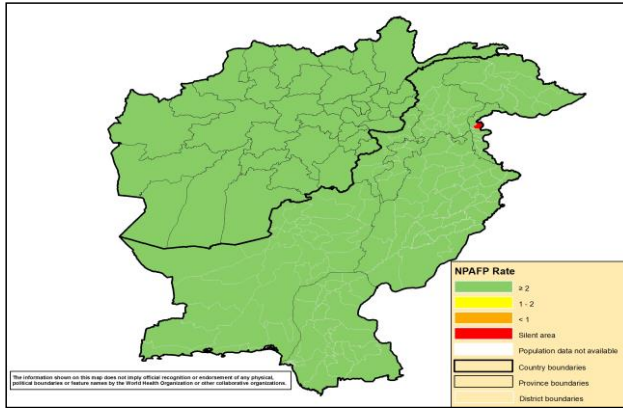 NPAFP Rate
≥ 2
1 - 2
< 1
Silent area
Population data not available
Country boundaries
Province boundaries
District boundaries
The information shown on this map does not imply official recognition or endorsement of any physical,
political boundaries or feature names by the World Health Organization or other collaborative organizations.